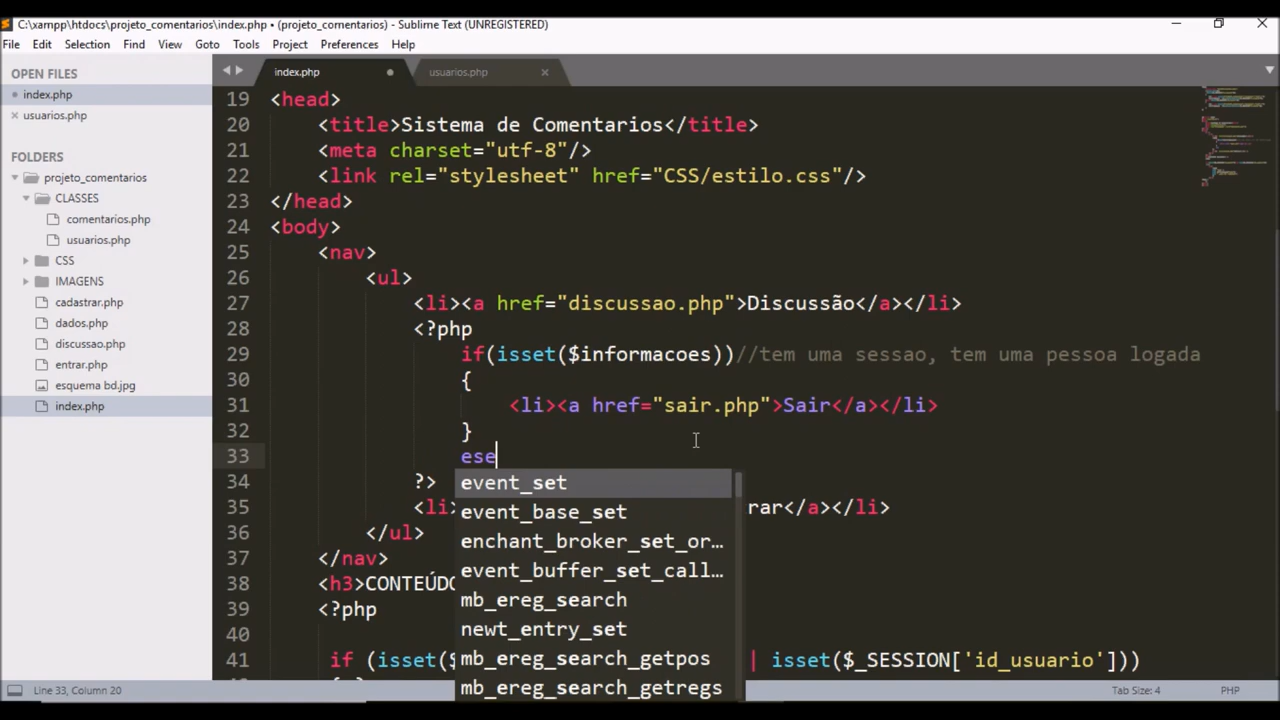 C:\xampp\htdocs\projeto_comentarios\index.php • (projeto_comentarios) - Sublime Text (UNREGISTERED)
File Edit Selection Find View Goto Tools Project Preferences Help
OPEN FILES
index.php
usuarios.php
FOLDERS
projeto_comentarios
CLASSES
comentarios.php
usuarios.php
CSS
IMAGENS
cadastrar.php
dados.php
discussao.php
entrar.php
esquema bd.jpg
index.php
index.php usuarios.php
19 <head>
20 <title>Sistema de Comentarios</title>
21 <meta charset="utf-8"/>
22 <link rel="stylesheet" href="CSS/estilo.css"/>
23 </head>
24 <body>
25 <nav>
26 <ul>
27 <li><a href="discussao.php">Discussão</a></li>
28 <?php
29 if(isset($informacoes))//tem uma sessao, tem uma pessoa logada
30 {
31 <li><a href="sair.php">Sair</a></li>
32 }
33 ese
34 ?>
35 <li> rar</a></li>
36 </ul>
37 </nav>
38 <h3>CONTEÚDO
39 <?php
40
41 if (isset($ | isset($_SESSION['id_usuario']))
event_set
event_base_set
enchant_broker_set_or…
event_buffer_set_call…
mb_ereg_search
newt_entry_set
mb_ereg_search_getpos
mb_ereg_search_getregs
Line 33, Column 20 Tab Size: 4 PHP